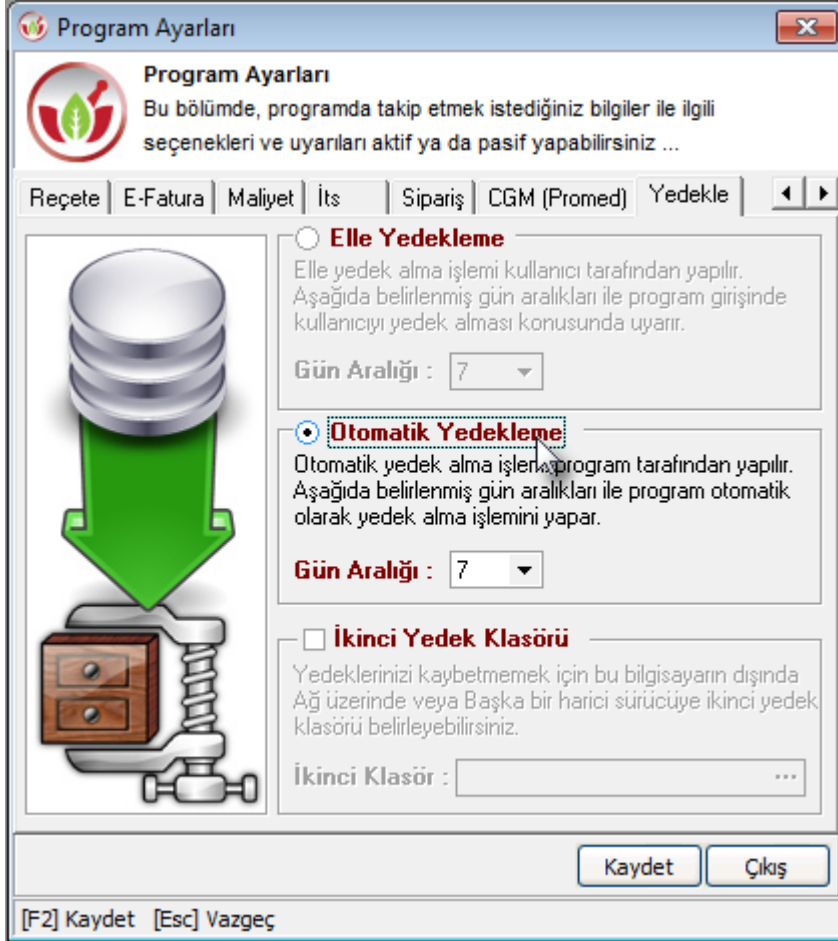 Program Ayarları
Program Ayarları
Bu bölümde, programda takip etmek istediğiniz bilgiler ile ilgili
seçenekleri ve uyarıları aktif ya da pasif yapabilirsiniz ...
Reçete E-Fatura Maliyet İts Sipariş CGM (Promed) Yedekle
Elle Yedekleme
Elle yedek alma işlemi kullanıcı tarafından yapılır.
Aşağıda belirlenmiş gün aralıkları ile program girişinde
kullanıcıyı yedek alması konusunda uyarır.
Gün Aralığı : 7
Otomatik Yedekleme
Otomatik yedek alma işlemi program tarafından yapılır.
Aşağıda belirlenmiş gün aralıkları ile program otomatik
olarak yedek alma işlemini yapar.
Gün Aralığı : 7
İkinci Yedek Klasörü
Yedeklerinizi kaybetmemek için bu bilgisayarın dışında
Ağ üzerinde veya Başka bir harici sürücüye ikinci yedek
klasörü belirleyebilirsiniz.
İkinci Klasör : ...
Kaydet Çıkış
[F2] Kaydet [Esc] Vazgeç